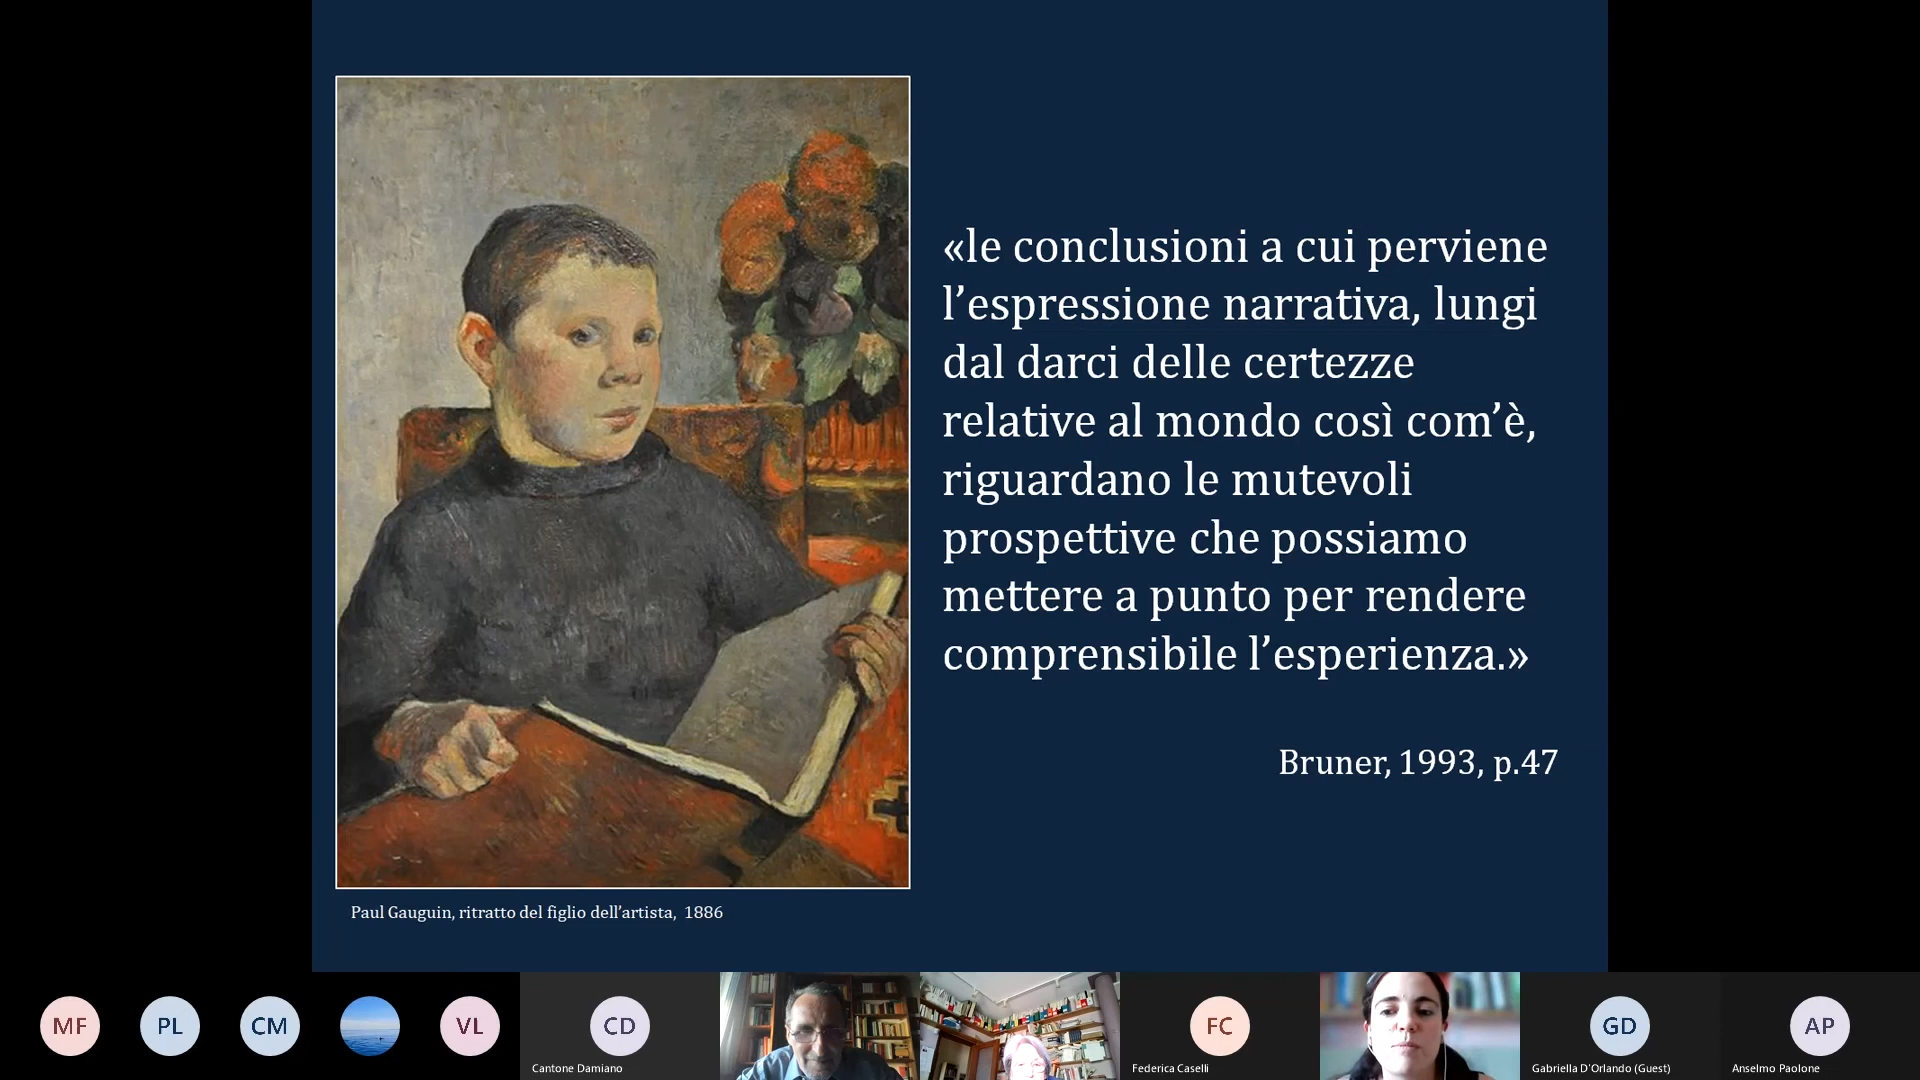 «le conclusioni a cui perviene
l’espressione narrativa, lungi
dal darci delle certezze
relative al mondo così com’è,
riguardano le mutevoli
prospettive che possiamo
mettere a punto per rendere
comprensibile l’esperienza.»
Bruner, 1993, p.47
Paul Gauguin, ritratto del figlio dell’artista,  1886
MF
PL
CM
VL
CD
Cantone Damiano
FC
Federica Caselli
GD
Gabriella D'Orlando (Guest)
AP
Anselmo Paolone